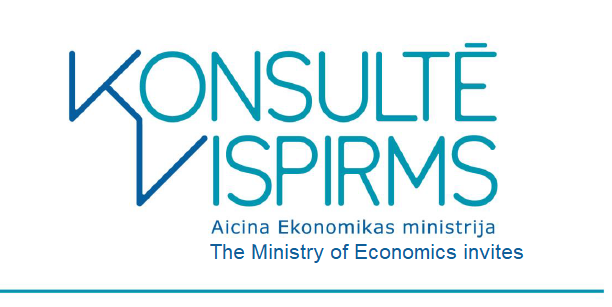 KONSULTĒ
VISPIRMS
Aicina Ekonomikas ministrija
The Ministry of Economics invites